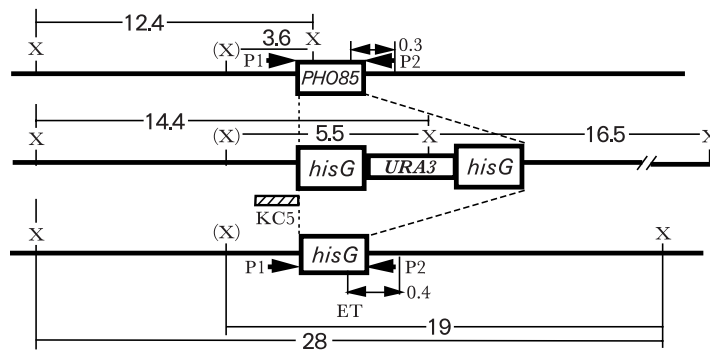 12.4
3.6
X (X) X 0.3
P1 P2
PHO85
14.4
5.5 16.5
X (X) X X
hisG URA3 hisG
KC5
X (X) X
hisG
P1 P2
0.4
ET
19
28